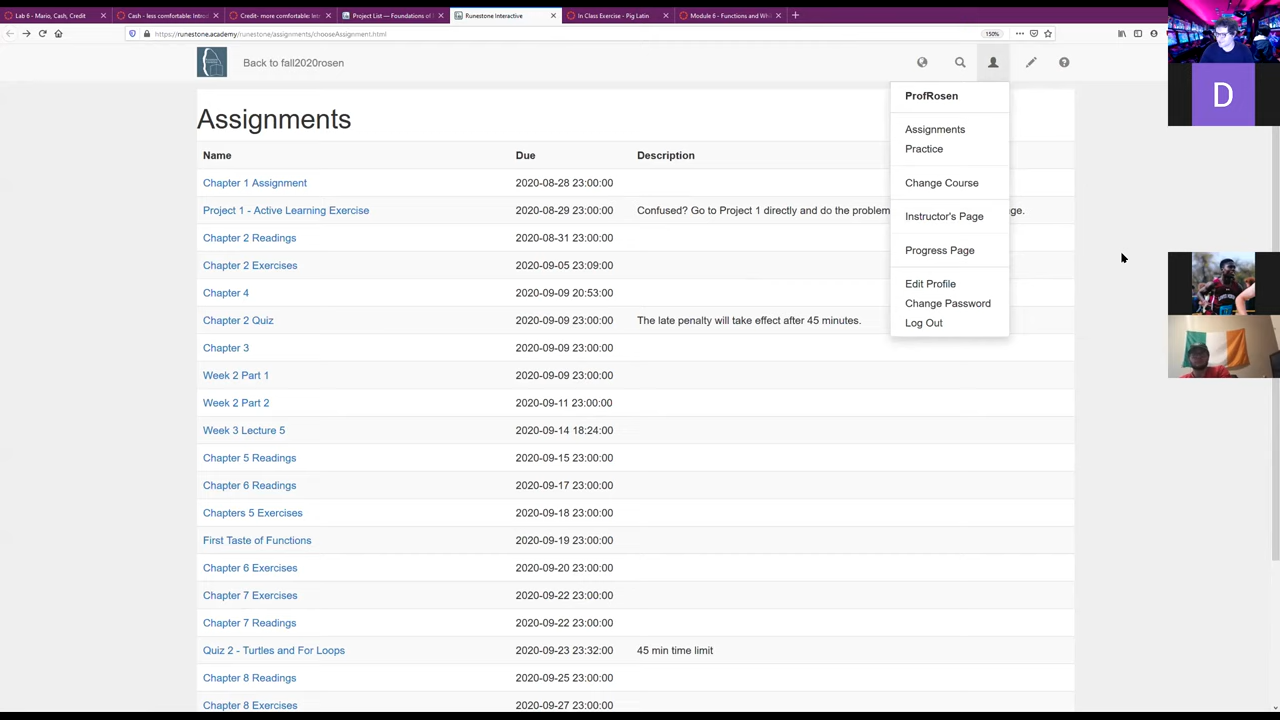 Lab 6 - Mario, Cash, Credit
Cash - less comfortable: Introd
Credit- more comfortable: Intr
Project List — Foundations of
Runestone Interactive
In Class Exercise - Pig Latin
Module 6 - Functions and Whi
https://runestone.academy/runestone/assignments/chooseAssignment.html
150%
Back to fall2020rosen
ProfRosen
Assignments
Practice
Change Course
Instructor's Page
Progress Page
Edit Profile
Change Password
Log Out
D
Assignments
Name Due Description
Chapter 1 Assignment 2020-08-28 23:00:00
Project 1 - Active Learning Exercise 2020-08-29 23:00:00 Confused? Go to Project 1 directly and do the problem ge.
Chapter 2 Readings 2020-08-31 23:00:00
Chapter 2 Exercises 2020-09-05 23:09:00
Chapter 4 2020-09-09 20:53:00
Chapter 2 Quiz 2020-09-09 23:00:00 The late penalty will take effect after 45 minutes.
Chapter 3 2020-09-09 23:00:00
Week 2 Part 1 2020-09-09 23:00:00
Week 2 Part 2 2020-09-11 23:00:00
Week 3 Lecture 5 2020-09-14 18:24:00
Chapter 5 Readings 2020-09-15 23:00:00
Chapter 6 Readings 2020-09-17 23:00:00
Chapters 5 Exercises 2020-09-18 23:00:00
First Taste of Functions 2020-09-19 23:00:00
Chapter 6 Exercises 2020-09-20 23:00:00
Chapter 7 Exercises 2020-09-22 23:00:00
Chapter 7 Readings 2020-09-22 23:00:00
Quiz 2 - Turtles and For Loops 2020-09-23 23:32:00 45 min time limit
Chapter 8 Readings 2020-09-25 23:00:00
Chapter 8 Exercises 2020-09-27 23:00:00